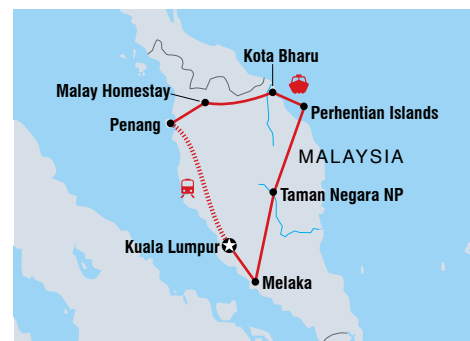 Kota Bharu
Malay Homestay
Perhentian Islands
Penang
MALAYSIA
Taman Negara NP
Kuala Lumpur
Melaka